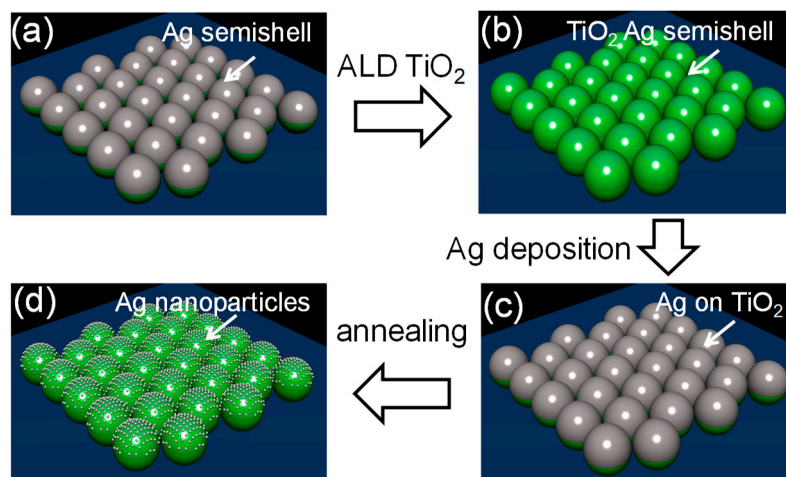 (a)
Ag semishell
ALD TiO₂
(b)
TiO₂ Ag semishell
Ag deposition
(d)
Ag nanoparticles
annealing
(c)
Ag on TiO₂